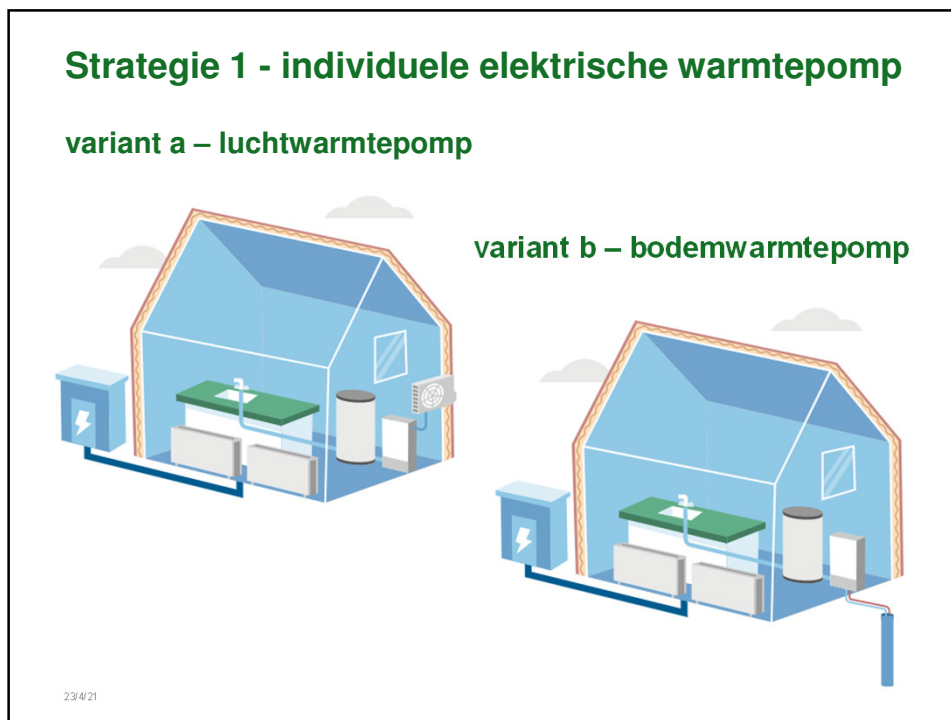 Strategie 1 - individuele elektrische warmtepomp
variant a – luchtwarmtepomp
variant b – bodemwarmtepomp
23/4/21